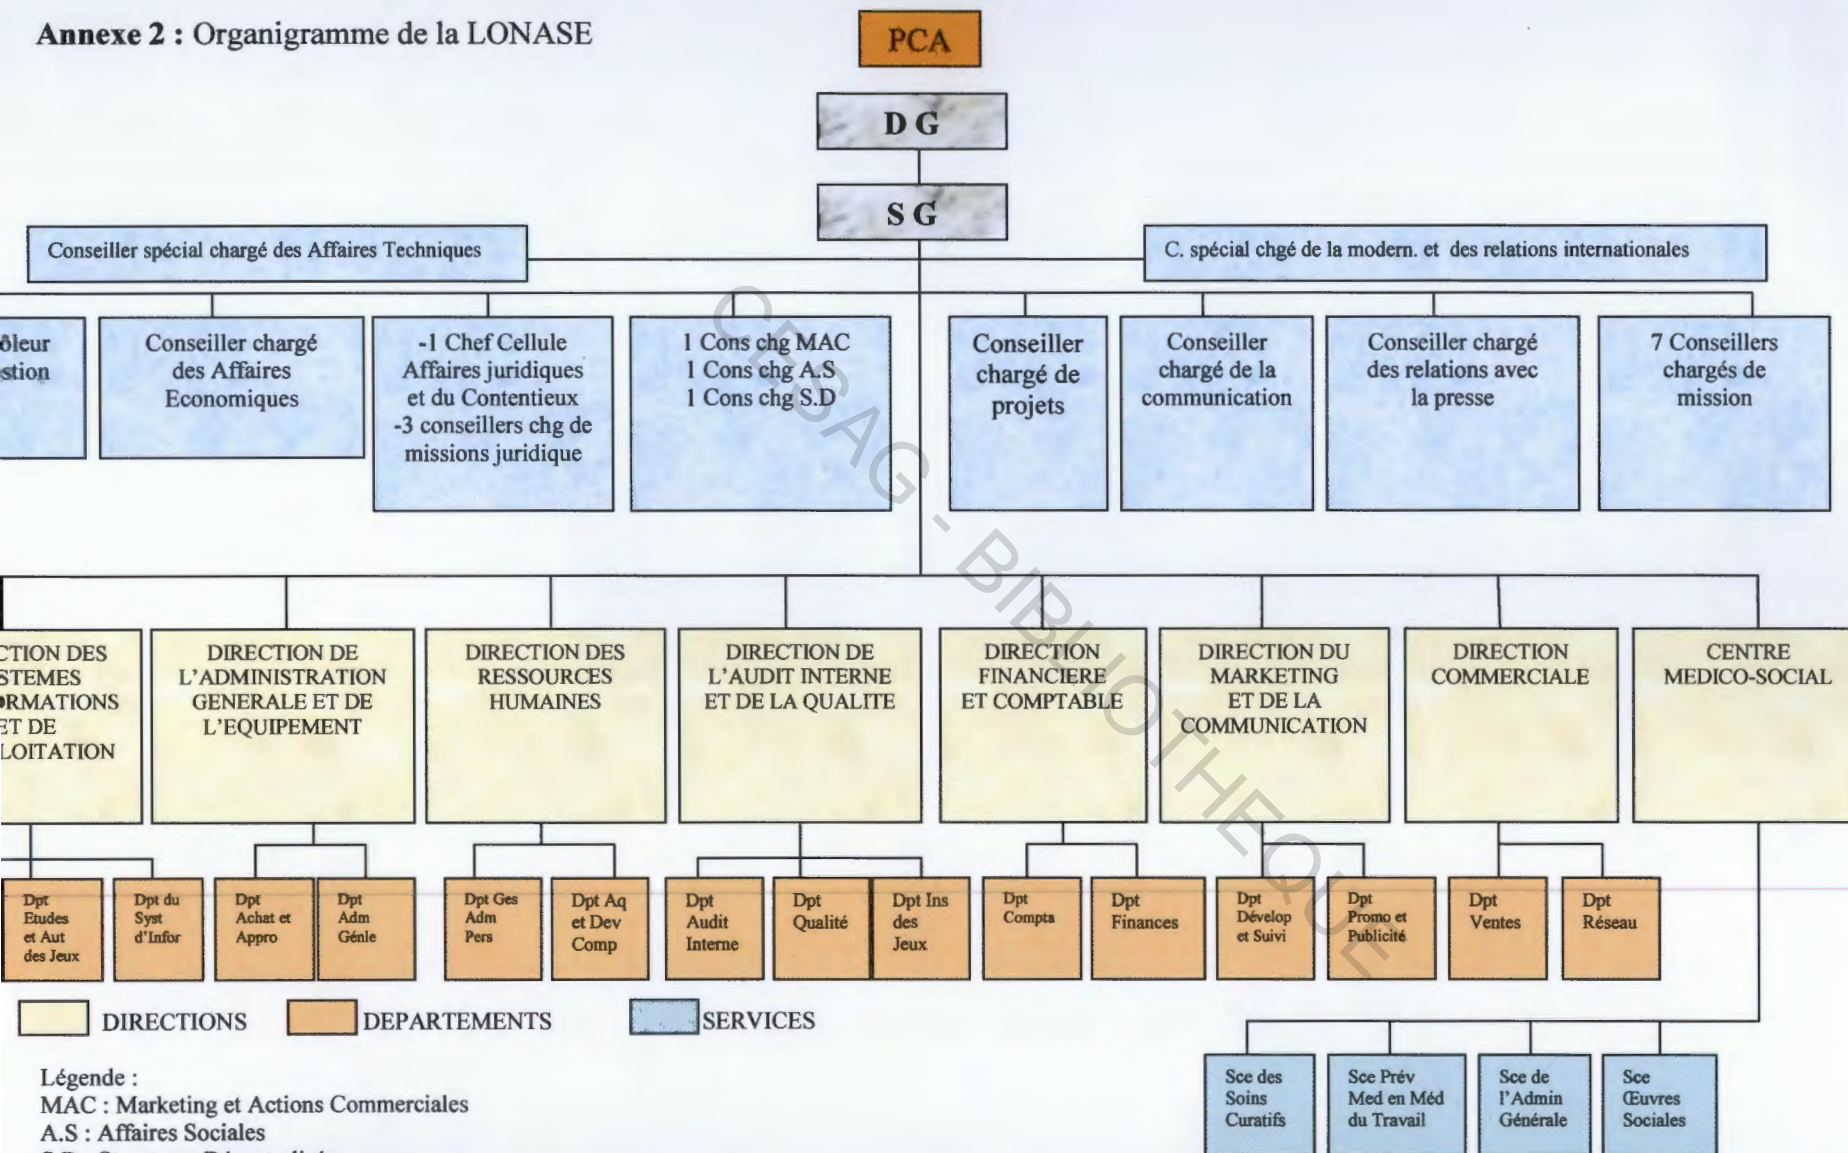 Annexe 2 : Organigramme de la LONASE
PCA
D G
S G
Conseiller spécial chargé des Affaires Techniques
C. spécial chgé de la modern. et des relations internationales
ôleur
stion
Conseiller chargé
des Affaires
Economiques
-1 Chef Cellule
Affaires juridiques
et du Contentieux
-3 conseillers chg de
missions juridique
1 Cons chg MAC
1 Cons chg A.S
1 Cons chg S.D
Conseiller
chargé de
projets
Conseiller
chargé de la
communication
Conseiller chargé
des relations avec
la presse
7 Conseillers
chargés de
mission
CTION DES
STEMES
ORMATIONS
ET DE
LOITATION
DIRECTION DE
L'ADMINISTRATION
GENERALE ET DE
L'EQUIPEMENT
DIRECTION DES
RESSOURCES
HUMAINES
DIRECTION DE
L'AUDIT INTERNE
ET DE LA QUALITE
DIRECTION
FINANCIERE
ET COMPTABLE
DIRECTION DU
MARKETING
ET DE LA
COMMUNICATION
DIRECTION
COMMERCIALE
CENTRE
MEDICO-SOCIAL
Dpt
Etudes
et Aut
des Jeux
Dpt du
Syst
d'Infor
Dpt
Achat et
Appro
Dpt
Adm
Génle
Dpt Ges
Adm
Pers
Dpt Aq
et Dev
Comp
Dpt
Audit
Interne
Dpt
Qualité
Dpt Ins
des
Jeux
Dpt
Compta
Dpt
Finances
Dpt
Dévelop
et Suivi
Dpt
Promo et
Publicité
Dpt
Ventes
Dpt
Réseau
DIRECTIONS
DEPARTEMENTS
SERVICES
Sce des
Soins
Curatifs
Sce Prév
Med en Méd
du Travail
Sce de
l'Admin
Générale
Sce
Œuvres
Sociales
Légende :
MAC : Marketing et Actions Commerciales
A.S : Affaires Sociales
CESAG - BIBLIOTHEQUE